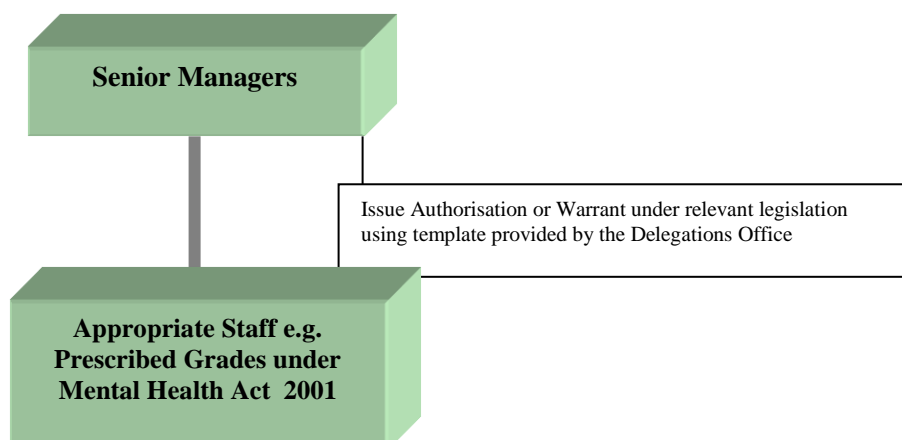 Senior Managers
Issue Authorisation or Warrant under relevant legislation
using template provided by the Delegations Office
Appropriate Staff e.g.
Prescribed Grades under
Mental Health Act  2001